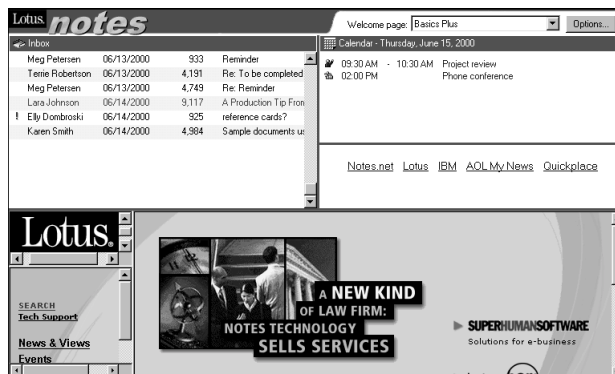 Lotus notes
Welcome page: Basics Plus Options...
Inbox
Meg Petersen 06/13/2000 933 Reminder
Terrie Robertson 06/13/2000 4,191 Re: To be completed
Meg Petersen 06/13/2000 4,749 Re: Reminder
Lara Johnson 06/14/2000 9,117 A Production Tip Fron
! Elly Dombroski 06/14/2000 925 reference cards?
Karen Smith 06/14/2000 4,984 Sample documents us
Calendar - Thursday, June 15, 2000
09:30 AM - 10:30 AM Project review
02:00 PM Phone conference
Notes.net Lotus IBM AOL My News Quickplace
Lotus.
SEARCH
Tech Support
News & Views
Events
A NEW KIND
OF LAW FIRM:
NOTES TECHNOLOGY
SELLS SERVICES
SUPERHUMANSOFTWARE
Solutions for e-business